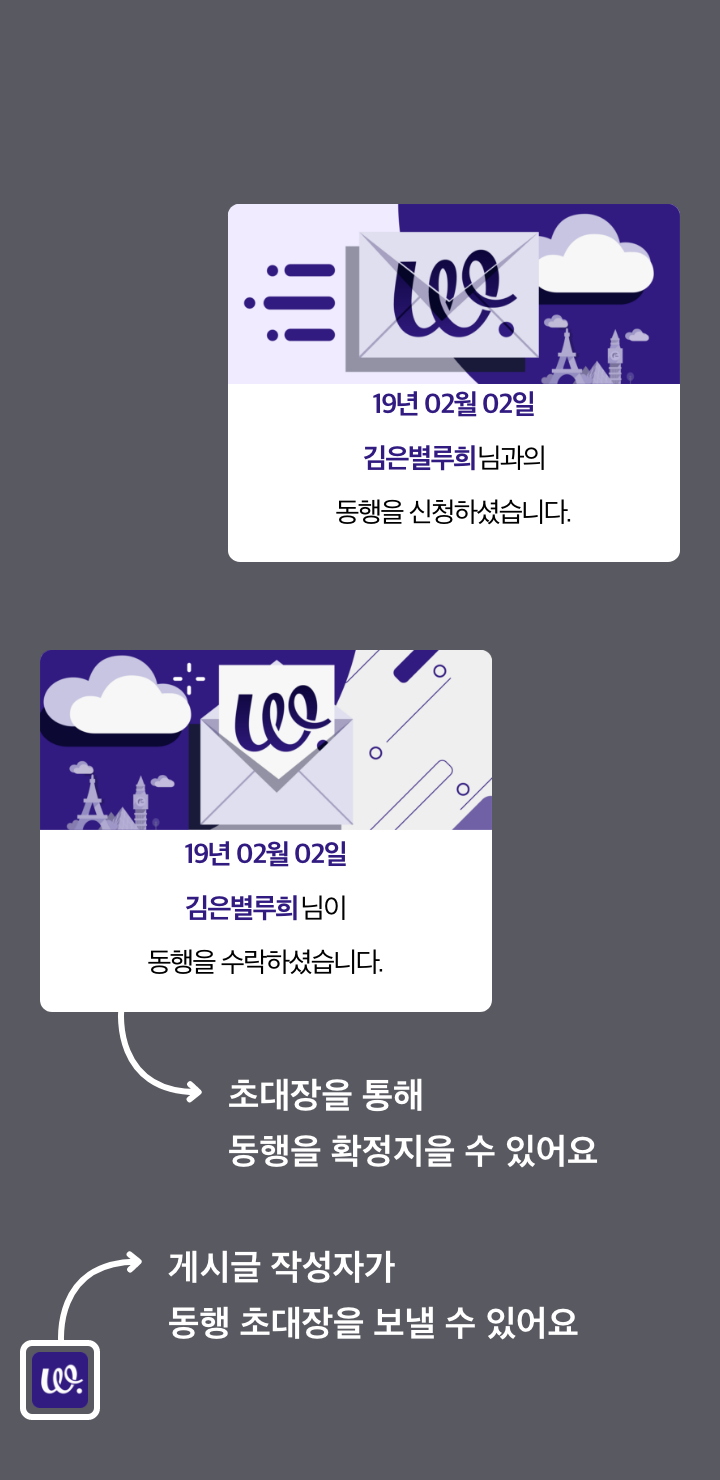 w.
19년 02월 02일
김은별루희님과의
동행을 신청하셨습니다.
w.
19년 02월 02일
김은별루희님이
동행을 수락하셨습니다.
초대장을 통해
동행을 확정지을 수 있어요
게시글 작성자가
동행 초대장을 보낼 수 있어요
w.